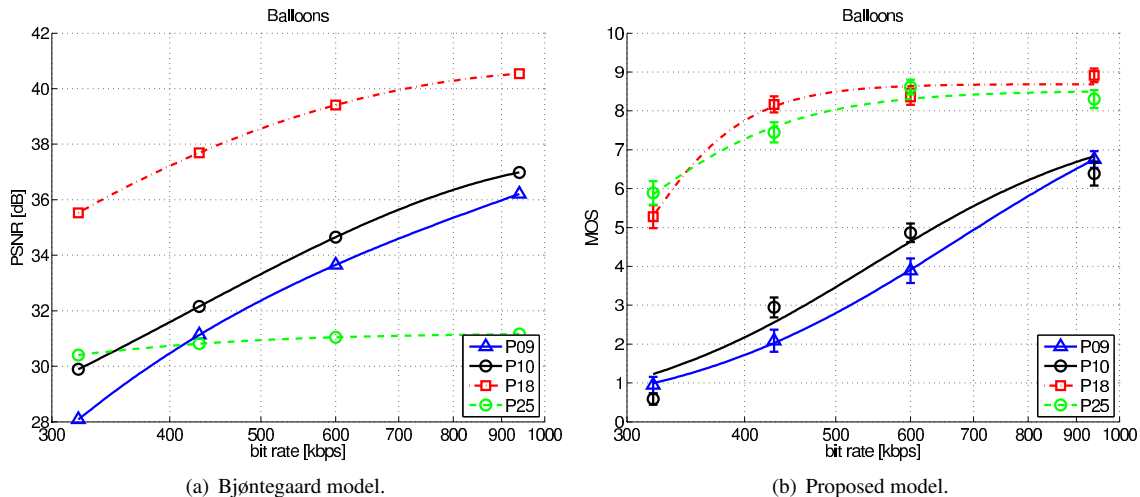 Balloons
PSNR [dB]
42
40
38
36
34
32
30
28
300 400 500 600 700 800 900 1000
bit rate [kbps]
P09
P10
P18
P25
(a) Bjøntegaard model.
Balloons
MOS
10
9
8
7
6
5
4
3
2
1
0
300 400 500 600 700 800 900 1000
bit rate [kbps]
P09
P10
P18
P25
(b) Proposed model.